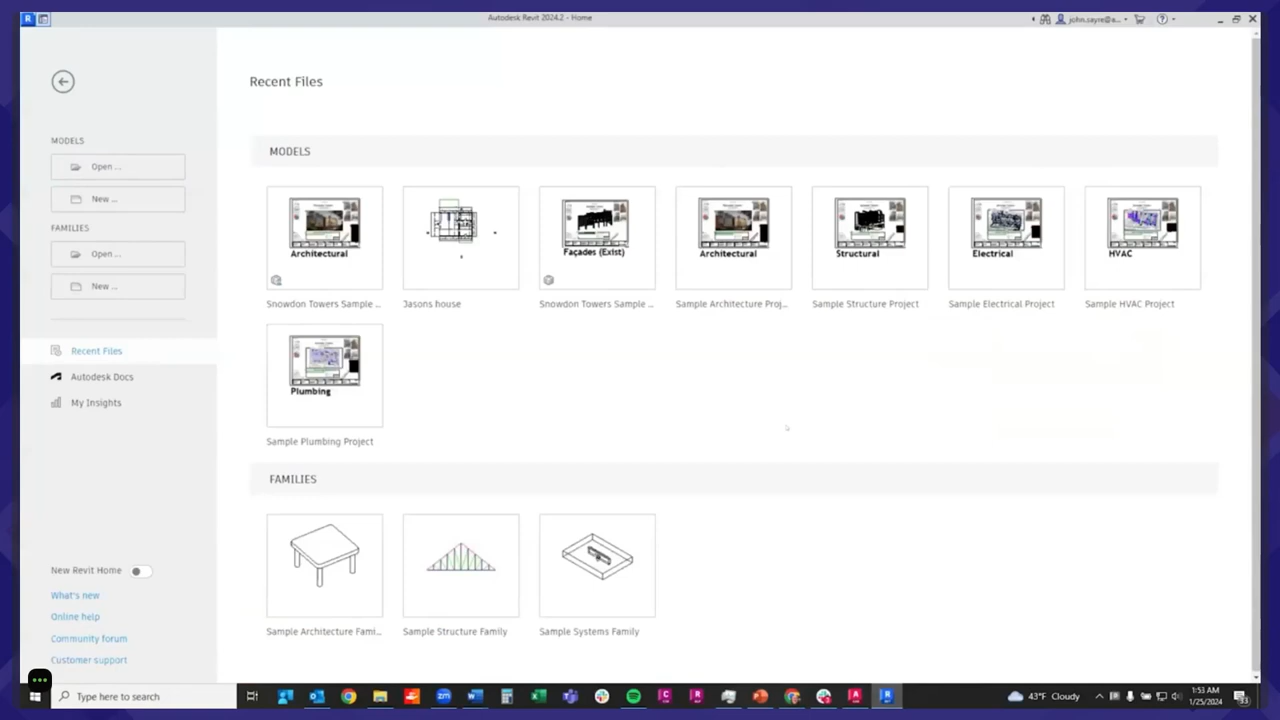 Autodesk Revit 2024.2 - Home
john.sayre@a...
Recent Files
MODELS
Open ...
New ...
FAMILIES
Open ...
New ...
Recent Files
Autodesk Docs
My Insights
New Revit Home
What's new
Online help
Community forum
Customer support
MODELS
Architectural
Façades (Exist)
Architectural
Structural
Electrical
HVAC
Snowdon Towers Sample ...
Jasons house
Snowdon Towers Sample ...
Sample Architecture Proj...
Sample Structure Project
Sample Electrical Project
Sample HVAC Project
Plumbing
Sample Plumbing Project
FAMILIES
Sample Architecture Fami...
Sample Structure Family
Sample Systems Family
Type here to search
43°F Cloudy
1:53 AM
1/25/2024